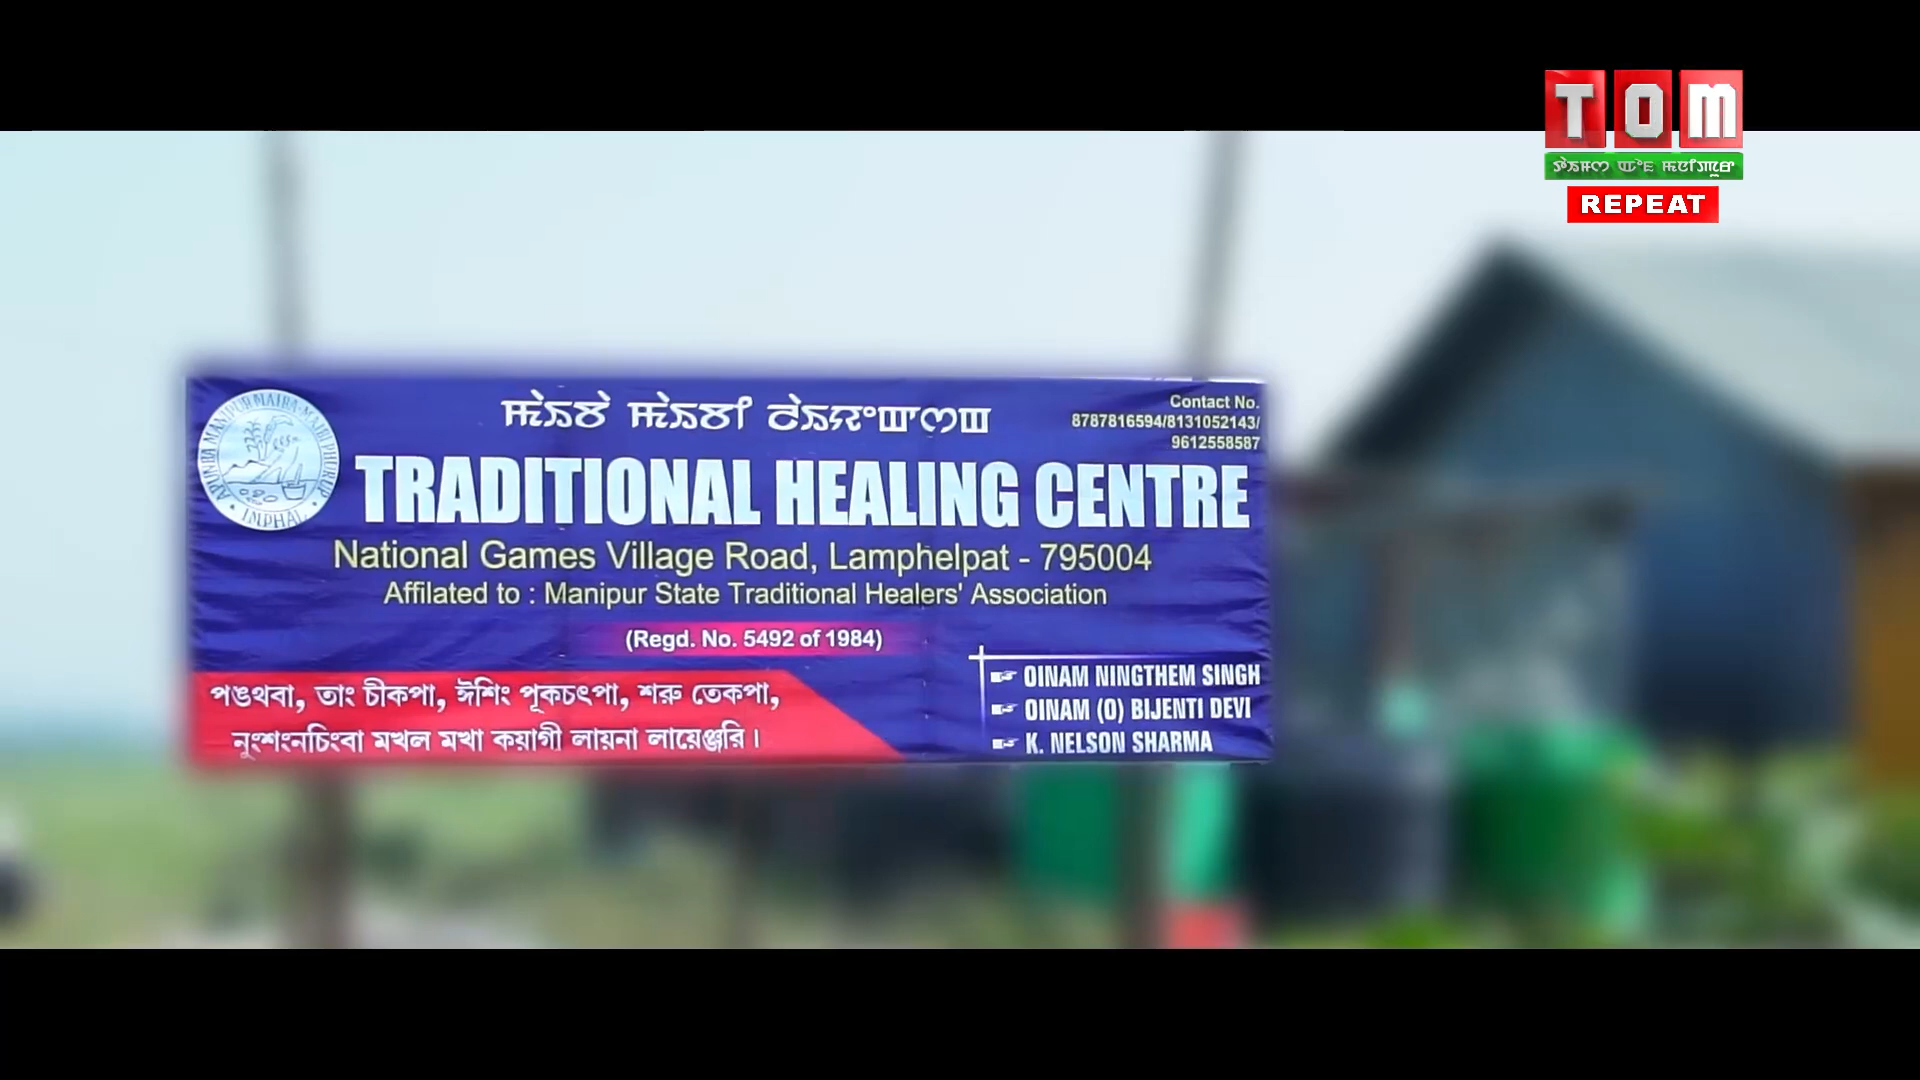 TOM
REPEAT
Contact No.
8787816594/8131052143/
9612558587
TRADITIONAL HEALING CENTRE
National Games Village Road, Lamphelpat - 795004
Affilated to : Manipur State Traditional Healers' Association
(Regd. No. 5492 of 1984)
পঙথবা, তাং চীকপা, ঈশিং পূকচৎপা, শরু তেকপা,
নুংশংনচিংবা মখল মখা কয়াগী লায়না লায়েঞ্জরি।
OINAM NINGTHEM SINGH
OINAM (O) BIJENTI DEVI
K. NELSON SHARMA
IMPHAL